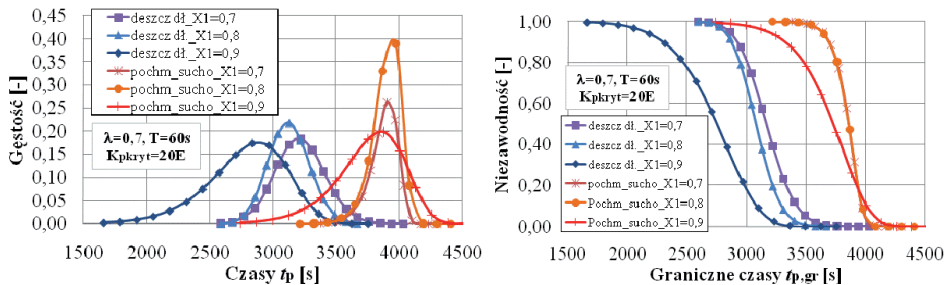 0,45
0,40
0,35
0,30
0,25
0,20
0,15
0,10
0,05
0,00
Gęstość [-]
deszcz dł_X1=0,7
deszcz dł._X1=0,8
deszcz dł._X1=0,9
pochm_sucho_X1=0,7
pochm_sucho_X1=0,8
pochm_sucho_X1=0,9
λ=0,7, T=60s
Kpkryt=20E
1500 2000 2500 3000 3500 4000 4500
Czasy tp [s]
1,00
0,80
0,60
0,40
0,20
0,00
Niezawodność [-]
λ=0,7, T=60s
Kpkryt=20E
deszcz dł._X1=0,7
deszcz dł._X1=0,8
deszcz dł._X1=0,9
pochm_sucho_X1=0,7
Pochm_sucho_X1=0,8
Pochm_sucho_X1=0,9
1500 2000 2500 3000 3500 4000 4500
Graniczne czasy tp,gr [s]